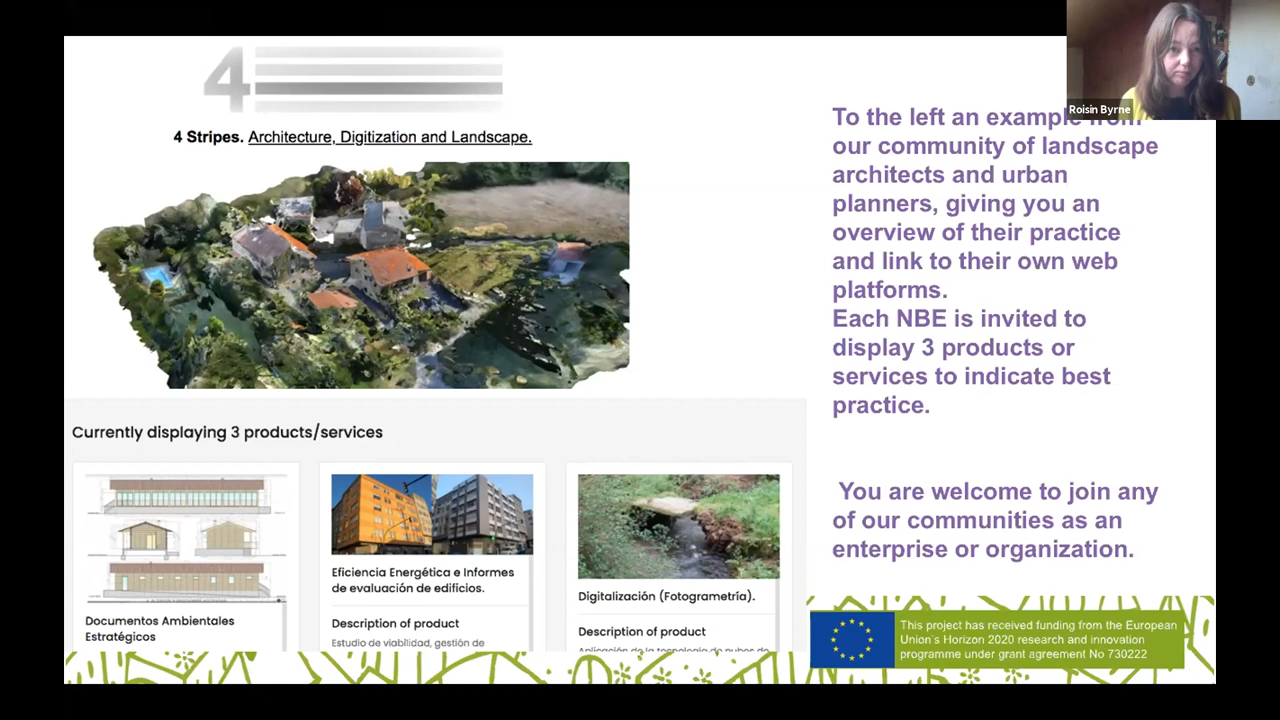 Roisin Byrne
4
4 Stripes. Architecture, Digitization and Landscape.
To the left an example from
our community of landscape
architects and urban
planners, giving you an
overview of their practice
and link to their own web
platforms.
Each NBE is invited to
display 3 products or
services to indicate best
practice.
You are welcome to join any
of our communities as an
enterprise or organization.
Currently displaying 3 products/services
Documentos Ambientales
Estratégicos
Eficiencia Energética e Informes
de evaluación de edificios.
Description of product
Estudio de viabilidad, gestión de
Digitalización (Fotogrametría).
Description of product
Aplicación de la tecnología de nubes de
This project has received funding from the European
Union's Horizon 2020 research and innovation
programme under grant agreement No 730222